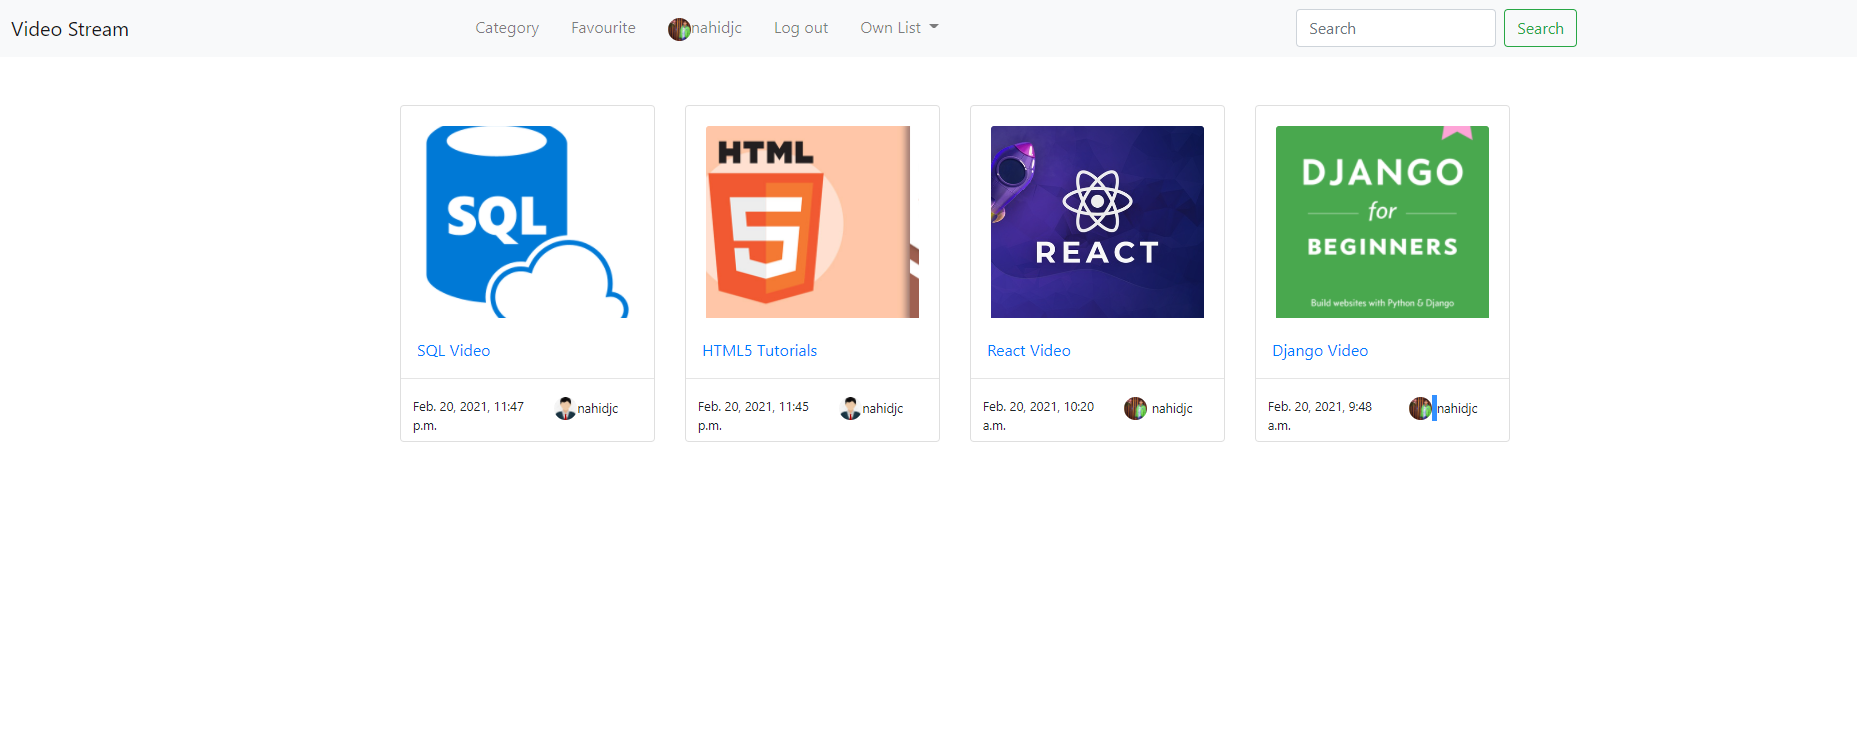 Video Stream
Category
Favourite
nahidjc
Log out
Own List
Search
Search
SQL
HTML
5
REACT
DJANGO
for
BEGINNERS
Build websites with Python & Django
SQL Video
HTML5 Tutorials
React Video
Django Video
Feb. 20, 2021, 11:47
p.m.
nahidjc
Feb. 20, 2021, 11:45
p.m.
nahidjc
Feb. 20, 2021, 10:20
a.m.
nahidjc
Feb. 20, 2021, 9:48
a.m.
nahidjc